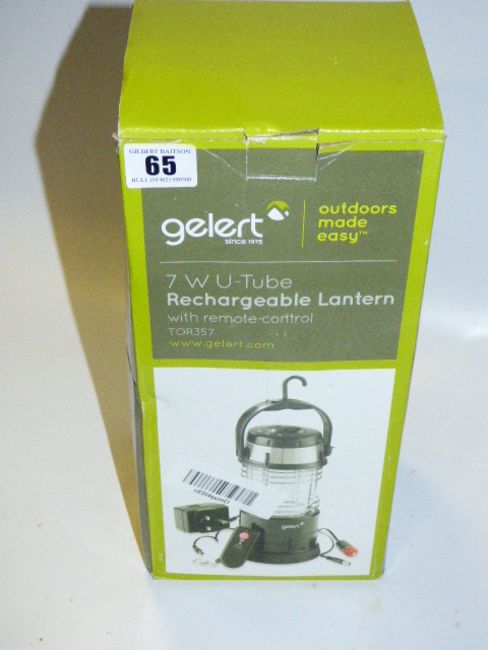 GILBERT BAITSON
65
gelert
since 1975
outdoors
made
easy™
7 W U-Tube
Rechargeable Lantern
with remote-control
TOR357
www.gelert.com
gelert